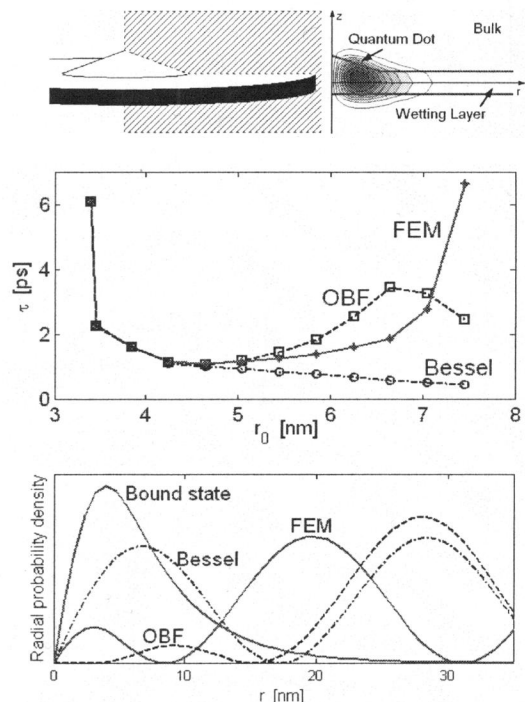 z
Quantum Dot
Bulk
r
Wetting Layer
6
4
2
0
τ [ps]
FEM
OBF
Bessel
3 4 5 6 7 8
r0 [nm]
Radial probability density
Bound state
FEM
Bessel
OBF
0 10 20 30
r [nm]